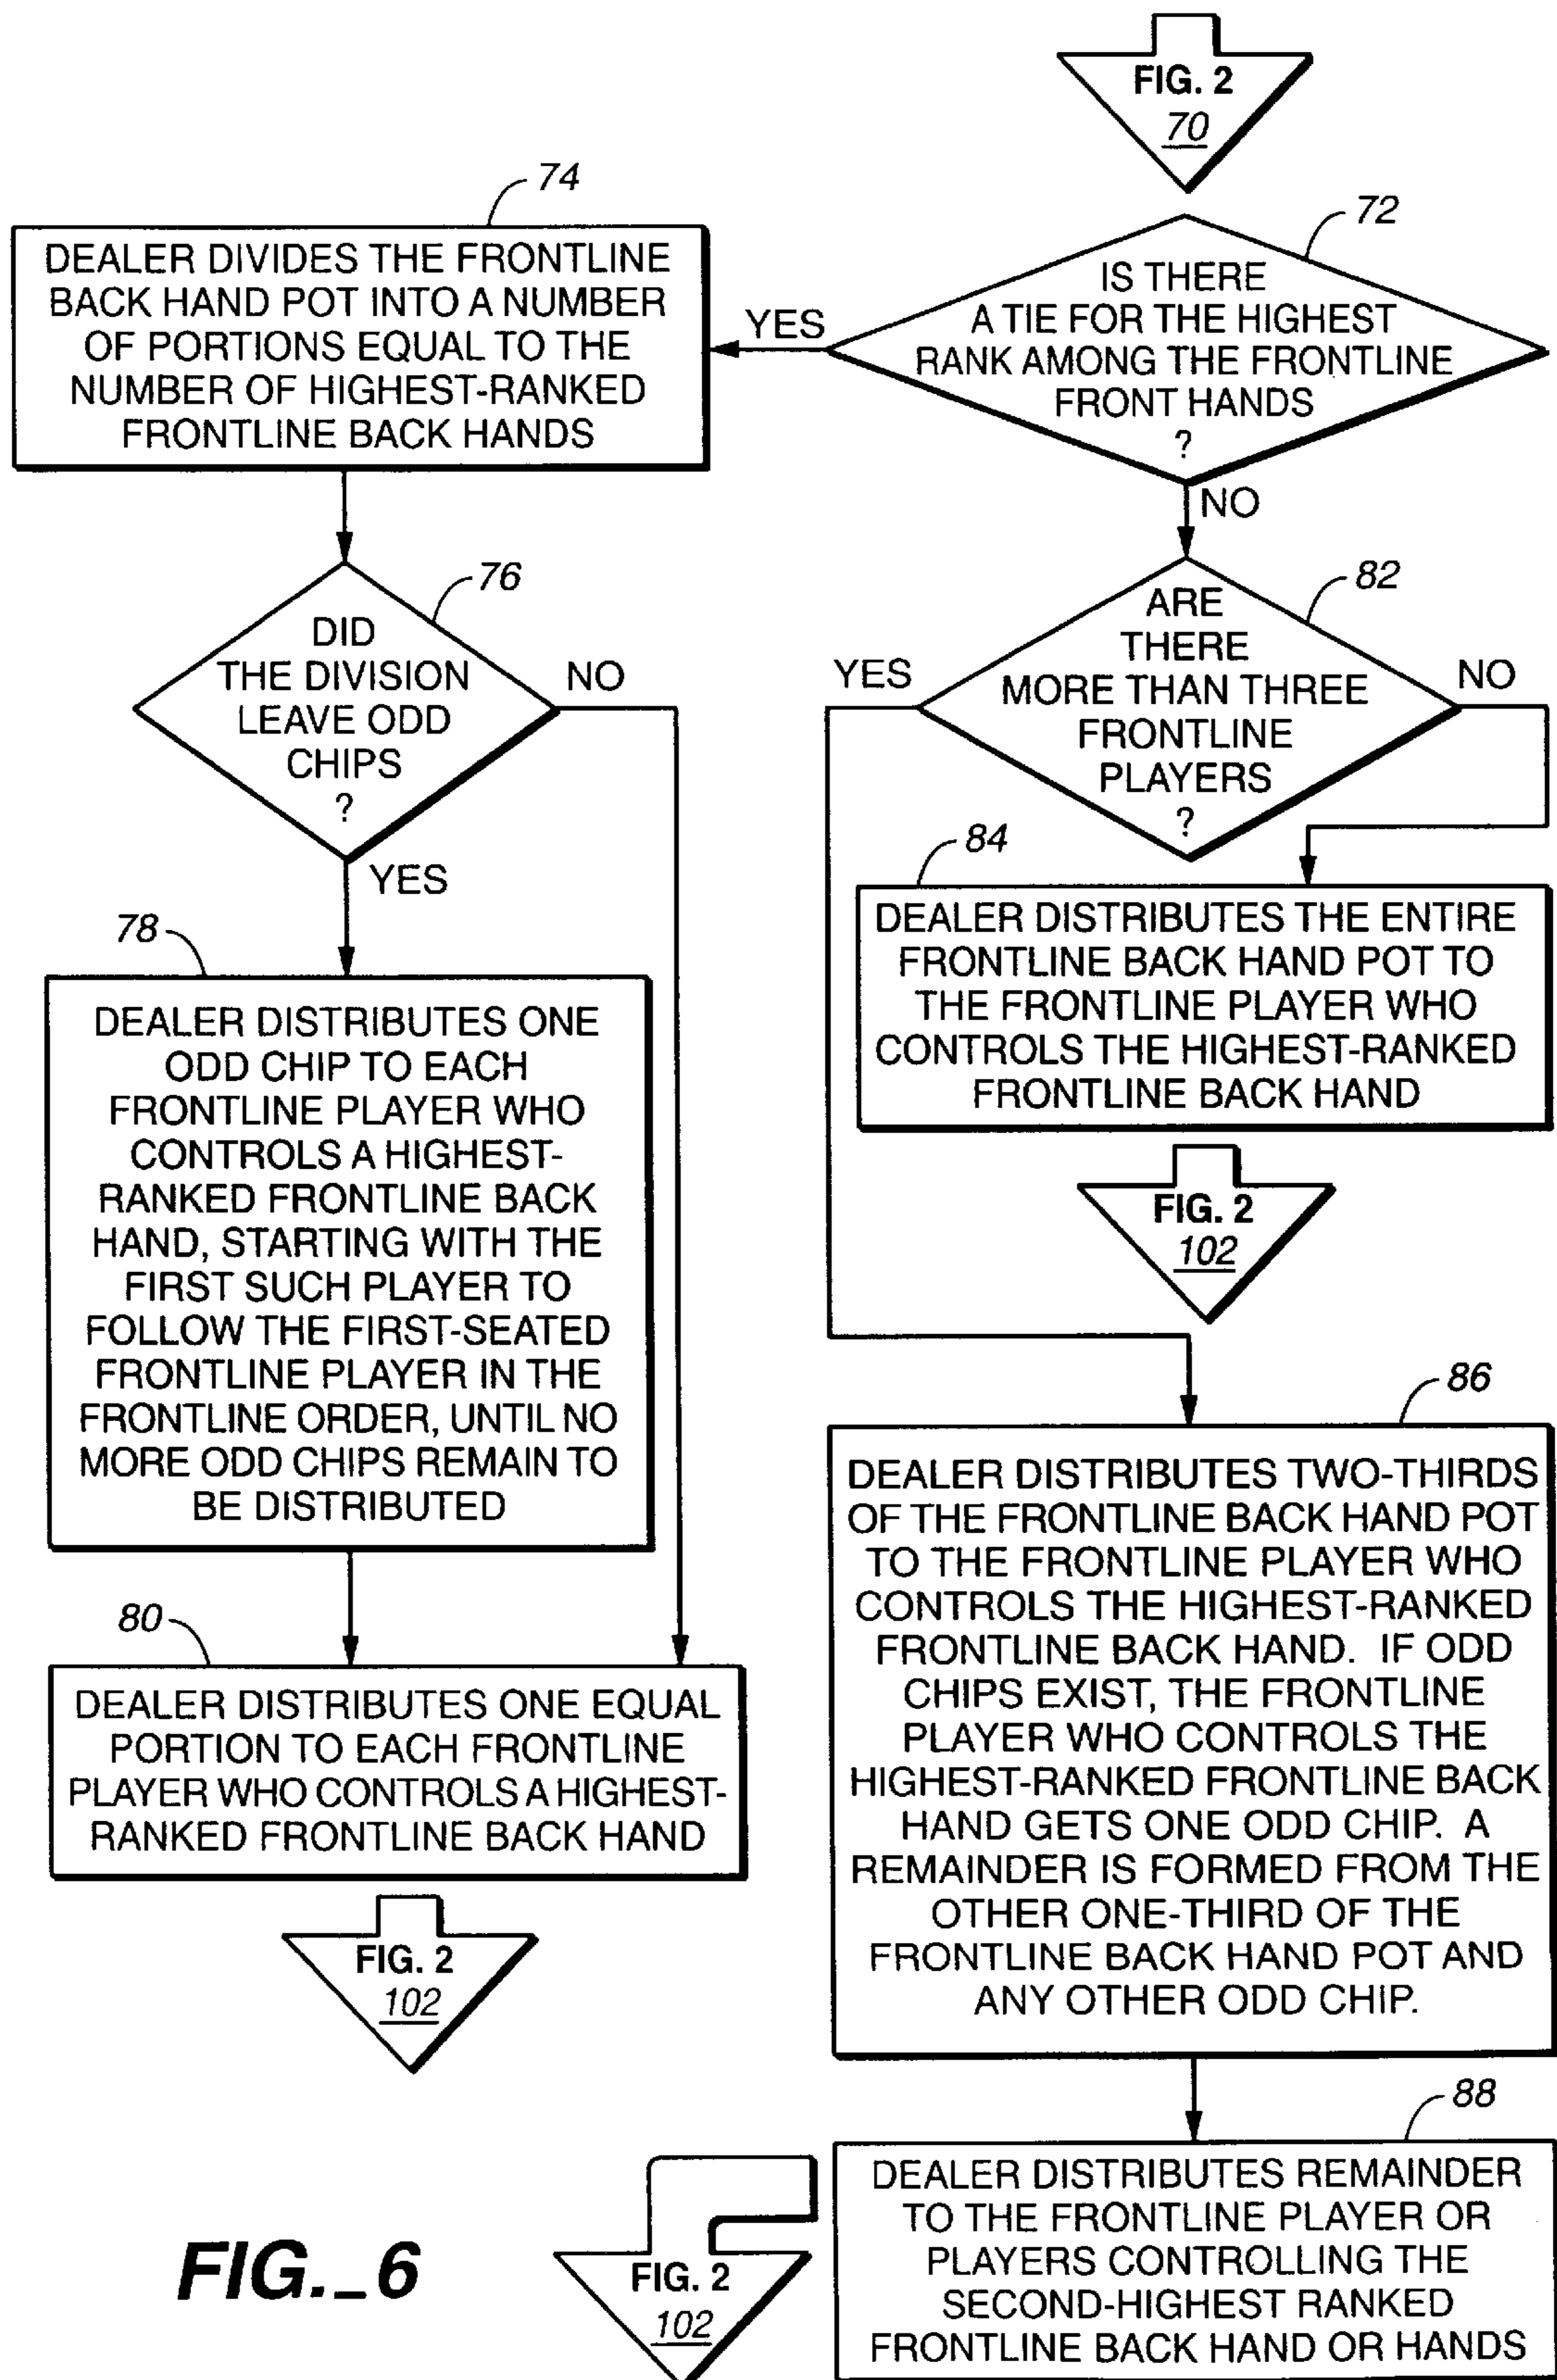 FIG. 2
70
72
IS THERE
A TIE FOR THE HIGHEST
RANK AMONG THE FRONTLINE
FRONT HANDS
?
YES
NO
74
DEALER DIVIDES THE FRONTLINE
BACK HAND POT INTO A NUMBER
OF PORTIONS EQUAL TO THE
NUMBER OF HIGHEST-RANKED
FRONTLINE BACK HANDS
76
DID
THE DIVISION
LEAVE ODD
CHIPS
?
NO
YES
78
DEALER DISTRIBUTES ONE
ODD CHIP TO EACH
FRONTLINE PLAYER WHO
CONTROLS A HIGHEST-
RANKED FRONTLINE BACK
HAND, STARTING WITH THE
FIRST SUCH PLAYER TO
FOLLOW THE FIRST-SEATED
FRONTLINE PLAYER IN THE
FRONTLINE ORDER, UNTIL NO
MORE ODD CHIPS REMAIN TO
BE DISTRIBUTED
80
DEALER DISTRIBUTES ONE EQUAL
PORTION TO EACH FRONTLINE
PLAYER WHO CONTROLS A HIGHEST-
RANKED FRONTLINE BACK HAND
FIG. 2
102
82
ARE
THERE
MORE THAN THREE
FRONTLINE
PLAYERS
?
YES
NO
84
DEALER DISTRIBUTES THE ENTIRE
FRONTLINE BACK HAND POT TO
THE FRONTLINE PLAYER WHO
CONTROLS THE HIGHEST-RANKED
FRONTLINE BACK HAND
FIG. 2
102
86
DEALER DISTRIBUTES TWO-THIRDS
OF THE FRONTLINE BACK HAND POT
TO THE FRONTLINE PLAYER WHO
CONTROLS THE HIGHEST-RANKED
FRONTLINE BACK HAND. IF ODD
CHIPS EXIST, THE FRONTLINE
PLAYER WHO CONTROLS THE
HIGHEST-RANKED FRONTLINE BACK
HAND GETS ONE ODD CHIP. A
REMAINDER IS FORMED FROM THE
OTHER ONE-THIRD OF THE
FRONTLINE BACK HAND POT AND
ANY OTHER ODD CHIP.
88
DEALER DISTRIBUTES REMAINDER
TO THE FRONTLINE PLAYER OR
PLAYERS CONTROLLING THE
SECOND-HIGHEST RANKED
FRONTLINE BACK HAND OR HANDS
FIG. 2
102
FIG._6